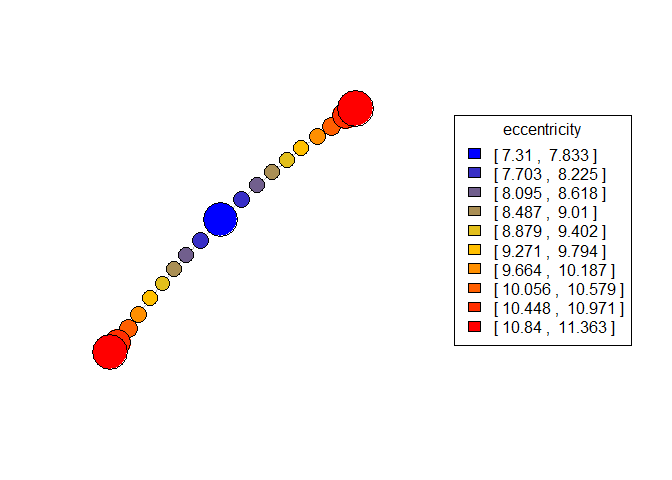 eccentricity
[ 7.31 , 7.833 ]
[ 7.703 , 8.225 ]
[ 8.095 , 8.618 ]
[ 8.487 , 9.01 ]
[ 8.879 , 9.402 ]
[ 9.271 , 9.794 ]
[ 9.664 , 10.187 ]
[ 10.056 , 10.579 ]
[ 10.448 , 10.971 ]
[ 10.84 , 11.363 ]